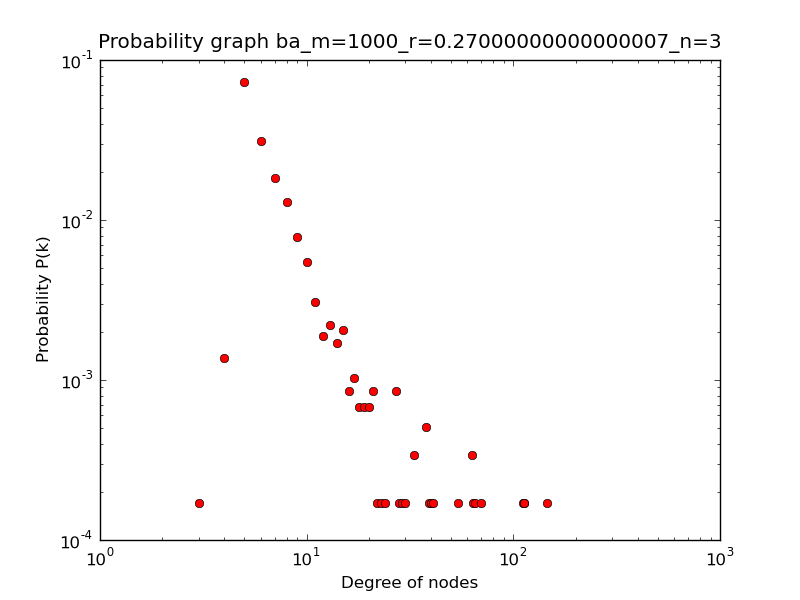 Probability graph ba_m=1000_r=0.27000000000000007_n=3
10^-1
10^-2
10^-3
10^-4
Probability P(k)
10^0 10^1 10^2 10^3
Degree of nodes